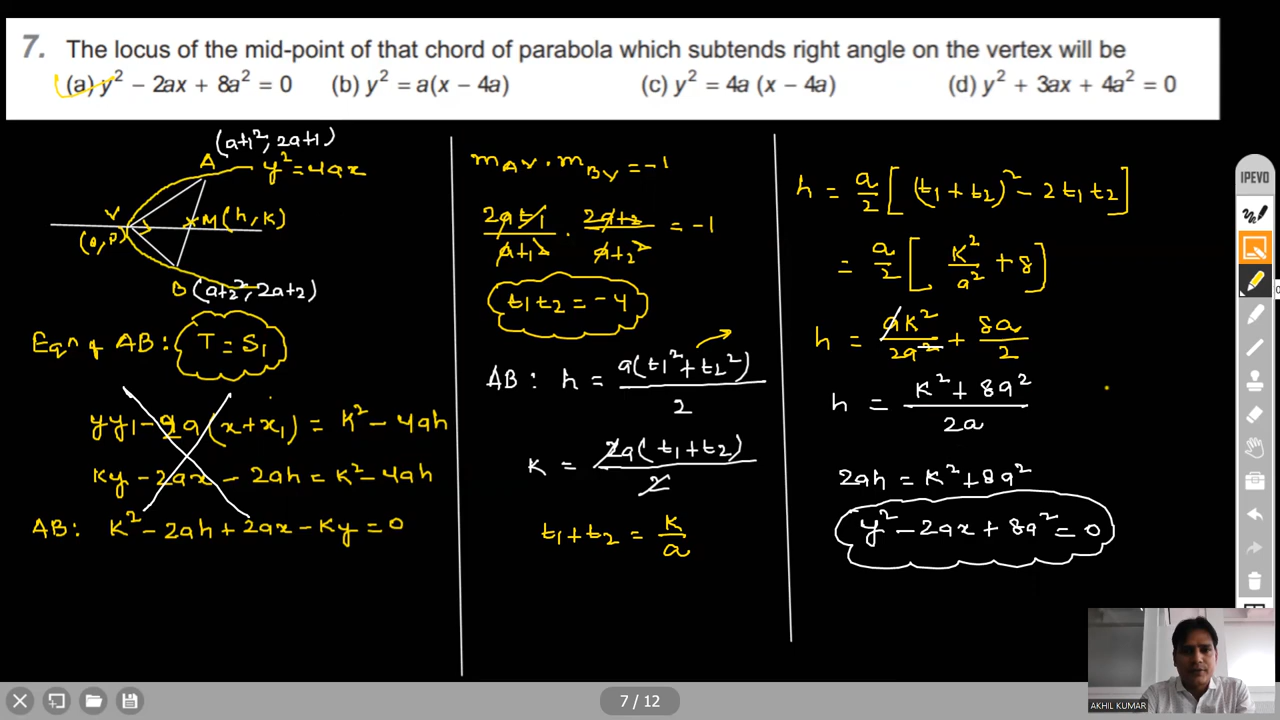 7. The locus of the mid-point of that chord of parabola which subtends right angle on the vertex will be
(a) y² − 2ax + 8a² = 0 (b) y² = a(x − 4a) (c) y² = 4a (x − 4a) (d) y² + 3ax + 4a² = 0
(at1², 2at1)
A
y² = 4ax
V
M(h, k)
(0,0)
B (at2², 2at2)
Eqn of AB: T = S1
yy1 − 2a(x + x1) = k² − 4ah
ky − 2ax − 2ah = k² − 4ah
AB: k² − 2ah + 2ax − ky = 0
mAV . mBV = −1
2at1/at1² . 2at2/at2² = −1
t1t2 = −4
AB: h = a(t1² + t2²)/2
k = 2a(t1 + t2)/2
t1 + t2 = k/a
h = a/2 [(t1 + t2)² − 2t1t2]
= a/2 [k²/a² + 8]
h = ak²/2a² + 8a/2
h = k² + 8a²/2a
2ah = k² + 8a²
y² − 2ax + 8a² = 0
IPEVO
7 / 12
AKHIL KUMAR